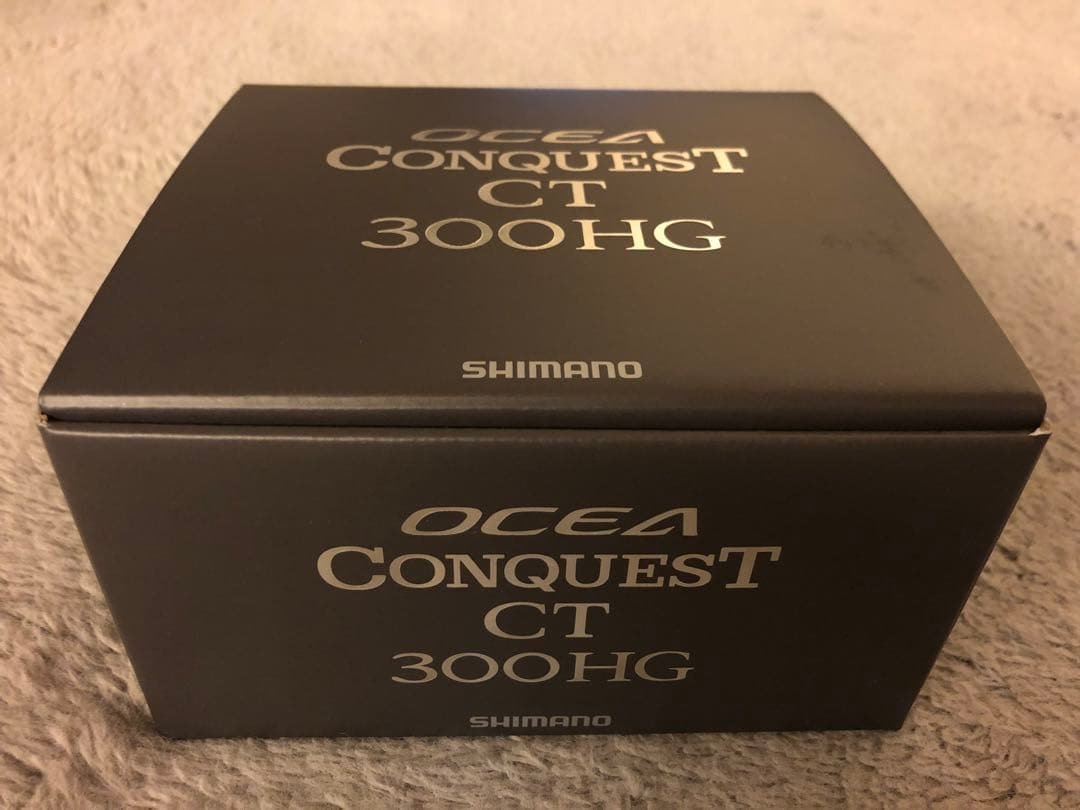 OCEA
CONQUEST
CT
300HG
SHIMANO
OCEA
CONQUEST
CT
300HG
SHIMANO